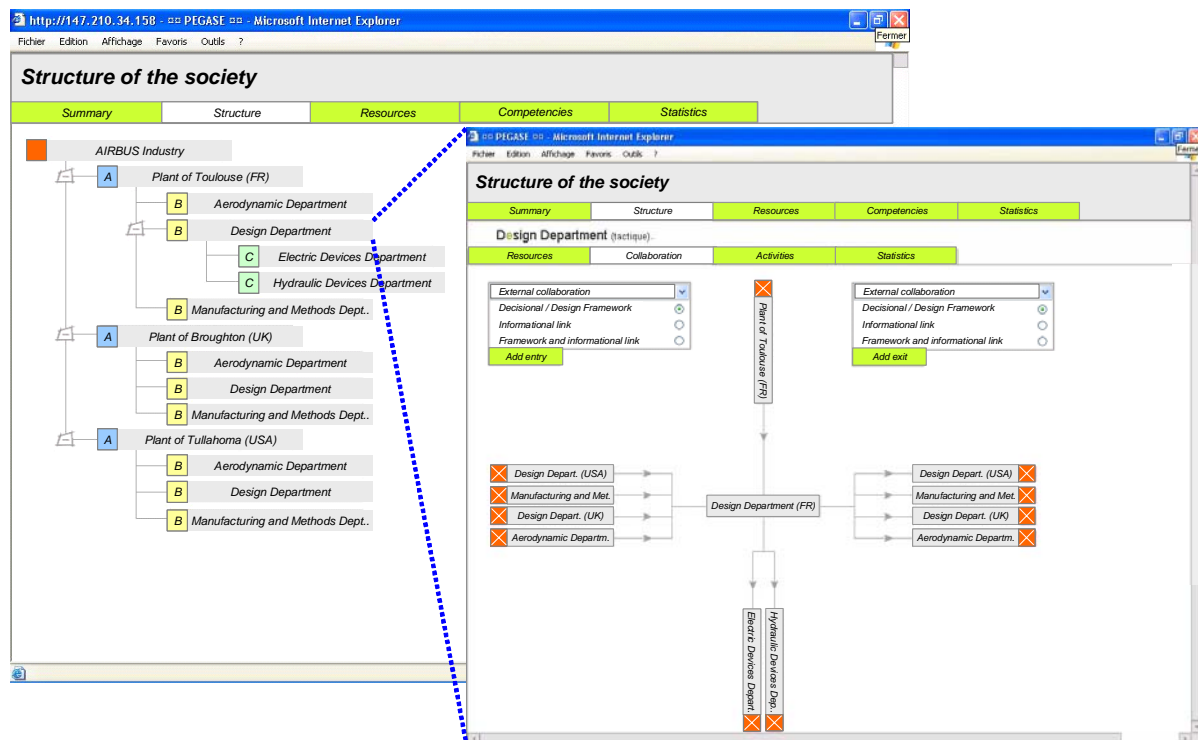 http://147.210.34.158 - ¤¤ PEGASE ¤¤ - Microsoft Internet Explorer
Fichier Edition Affichage Favoris Outils ?
Fermer
Structure of the society
Summary Structure Resources Competencies Statistics
AIRBUS Industry
A Plant of Toulouse (FR)
B Aerodynamic Department
B Design Department
C Electric Devices Department
C Hydraulic Devices Department
B Manufacturing and Methods Dept..
A Plant of Broughton (UK)
B Aerodynamic Department
B Design Department
B Manufacturing and Methods Dept..
A Plant of Tullahoma (USA)
B Aerodynamic Department
B Design Department
B Manufacturing and Methods Dept..
¤¤ PEGASE ¤¤ - Microsoft Internet Explorer
Fichier Edition Affichage Favoris Outils ?
Ferme
Structure of the society
Summary Structure Resources Competencies Statistics
Design Department (tactique)..
Resources Collaboration Activities Statistics
External collaboration
Decisional / Design Framework
Informational link
Framework and informational link
Add entry
Plant of Toulouse (FR)
External collaboration
Decisional / Design Framework
Informational link
Framework and informational link
Add exit
Design Depart. (USA)
Manufacturing and Met.
Design Depart. (UK)
Aerodynamic Departm.
Design Department (FR)
Design Depart. (USA)
Manufacturing and Met.
Design Depart. (UK)
Aerodynamic Departm.
Electric Devices Depart.
Hydraulic Devices Dep..